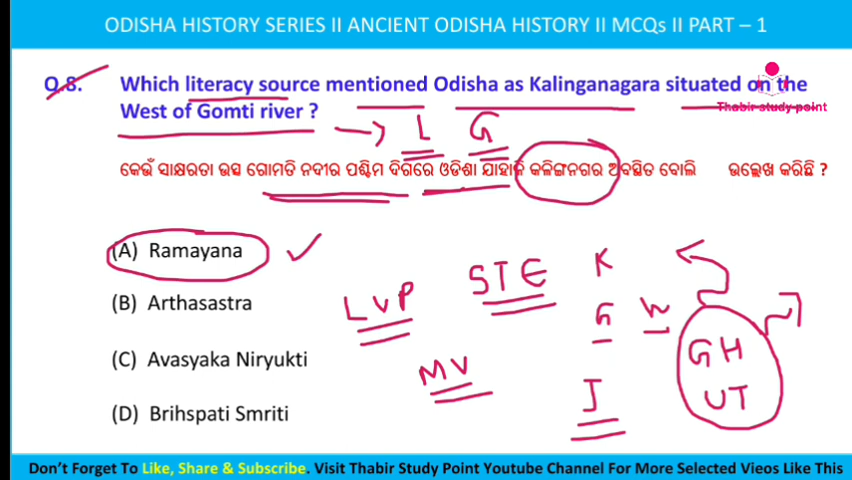 ODISHA HISTORY SERIES II ANCIENT ODISHA HISTORY II MCQs II PART – 1
Q.8. Which literacy source mentioned Odisha as Kalinganagara situated on the
Thabir study point
West of Gomti river ?
L G
କେଉଁ ସାକ୍ଷରତା ଉତ୍ସ ଗୋମତି ନଦୀର ପଶ୍ଚିମ ଦିଗରେ ଓଡିଶା ଯାହାକି କଳିଙ୍ଗନଗର ଅବସ୍ଥିତ ବୋଲି ଉଲ୍ଲେଖ କରିଛି ?
(A) Ramayana
STE K
(B) Arthasastra
LVP G
GH
(C) Avasyaka Niryukti
MV
UT
I
(D) Brihspati Smriti
Don't Forget To Like, Share & Subscribe. Visit Thabir Study Point Youtube Channel For More Selected Vieos Like This